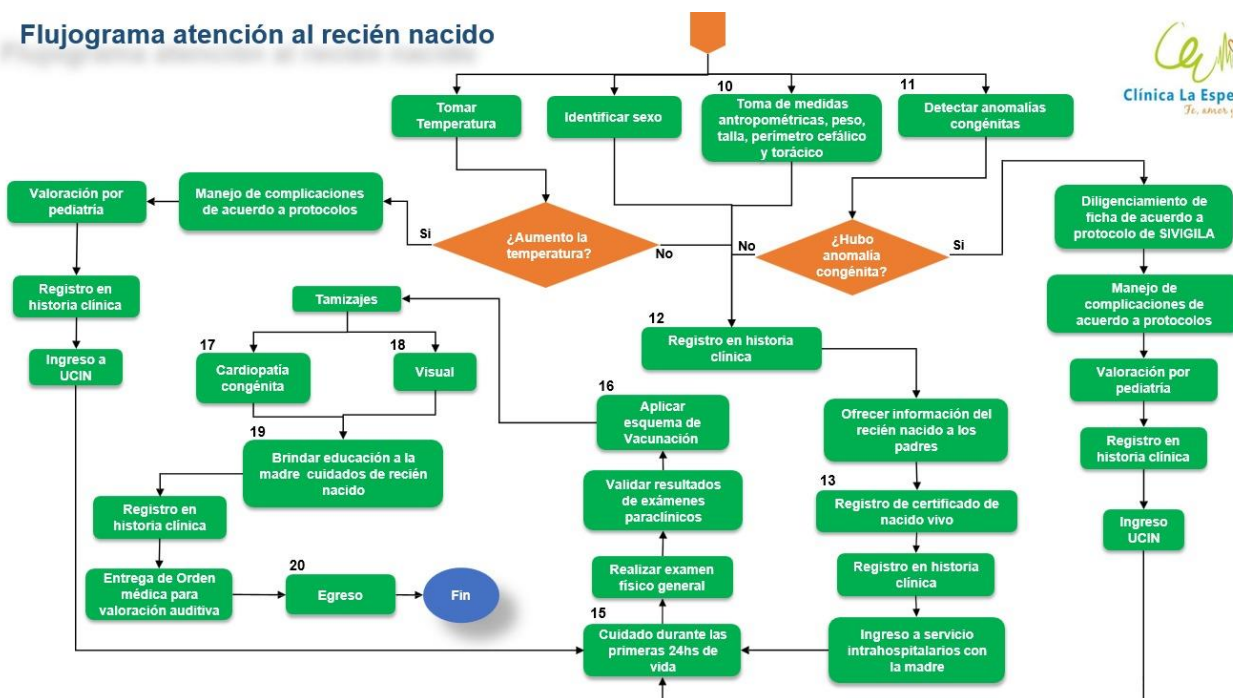 Flujograma atención al recién nacido
Clínica La Espe
Fe, amor y
Tomar
Temperatura
Identificar sexo
10
Toma de medidas
antropométricas, peso,
talla, perímetro cefálico
y torácico
11
Detectar anomalías
congénitas
Valoración por
pediatría
Manejo de complicaciones
de acuerdo a protocolos
Si
¿Aumento la
temperatura?
No
No
¿Hubo
anomalía
congénita?
Si
Diligenciamiento de
ficha de acuerdo a
protocolo de SIVIGILA
Registro en
historia clínica
Ingreso a
UCIN
Manejo de
complicaciones de
acuerdo a protocolos
Valoración por
pediatría
Registro en
historia clínica
Ingreso
UCIN
12
Registro en historia
clínica
Ofrecer información del
recién nacido a los
padres
13
Registro de certificado de
nacido vivo
Registro en historia
clínica
Ingreso a servicio
intrahospitalarios con
la madre
15
Cuidado durante las
primeras 24hs de
vida
Realizar examen
físico general
Validar resultados
de exámenes
paraclínicos
16
Aplicar
esquema de
Vacunación
Tamizajes
17
Cardiopatía
congénita
18
Visual
19
Brindar educación a la
madre cuidados de recién
nacido
Registro en
historia clínica
Entrega de Orden
médica para
valoración auditiva
20
Egreso
Fin